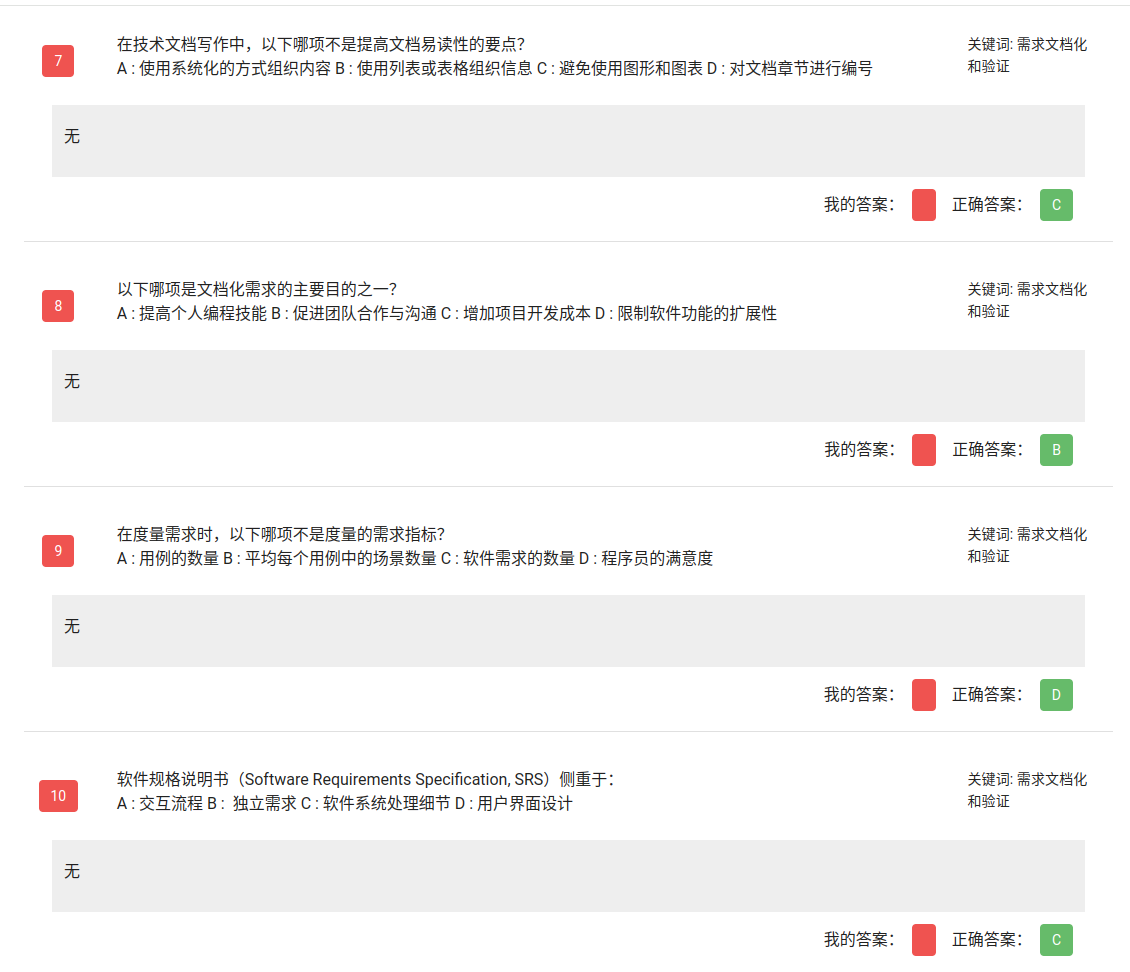 7
在技术文档写作中，以下哪项不是提高文档易读性的要点？
A : 使用系统化的方式组织内容 B : 使用列表或表格组织信息 C : 避免使用图形和图表 D : 对文档章节进行编号
关键词: 需求文档化
和验证
无
我的答案： 正确答案： C
8
以下哪项是文档化需求的主要目的之一？
A : 提高个人编程技能 B : 促进团队合作与沟通 C : 增加项目开发成本 D : 限制软件功能的扩展性
关键词: 需求文档化
和验证
无
我的答案： 正确答案： B
9
在度量需求时，以下哪项不是度量的需求指标？
A : 用例的数量 B : 平均每个用例中的场景数量 C : 软件需求的数量 D : 程序员的满意度
关键词: 需求文档化
和验证
无
我的答案： 正确答案： D
10
软件规格说明书（Software Requirements Specification, SRS）侧重于：
A : 交互流程 B : 独立需求 C : 软件系统处理细节 D : 用户界面设计
关键词: 需求文档化
和验证
无
我的答案： 正确答案： C